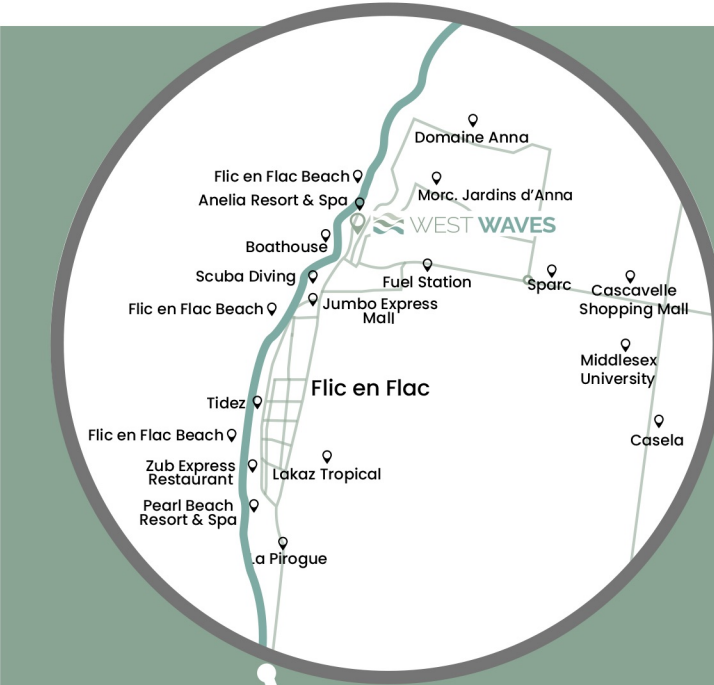 Domaine Anna
Flic en Flac Beach
Morc. Jardins d'Anna
Anelia Resort & Spa
WEST WAVES
Boathouse
Scuba Diving
Fuel Station
Sparc
Cascavelle
Shopping Mall
Flic en Flac Beach
Jumbo Express
Mall
Middlesex
University
Flic en Flac
Tidez
Flic en Flac Beach
Casela
Zub Express
Restaurant
Lakaz Tropical
Pearl Beach
Resort & Spa
La Pirogue